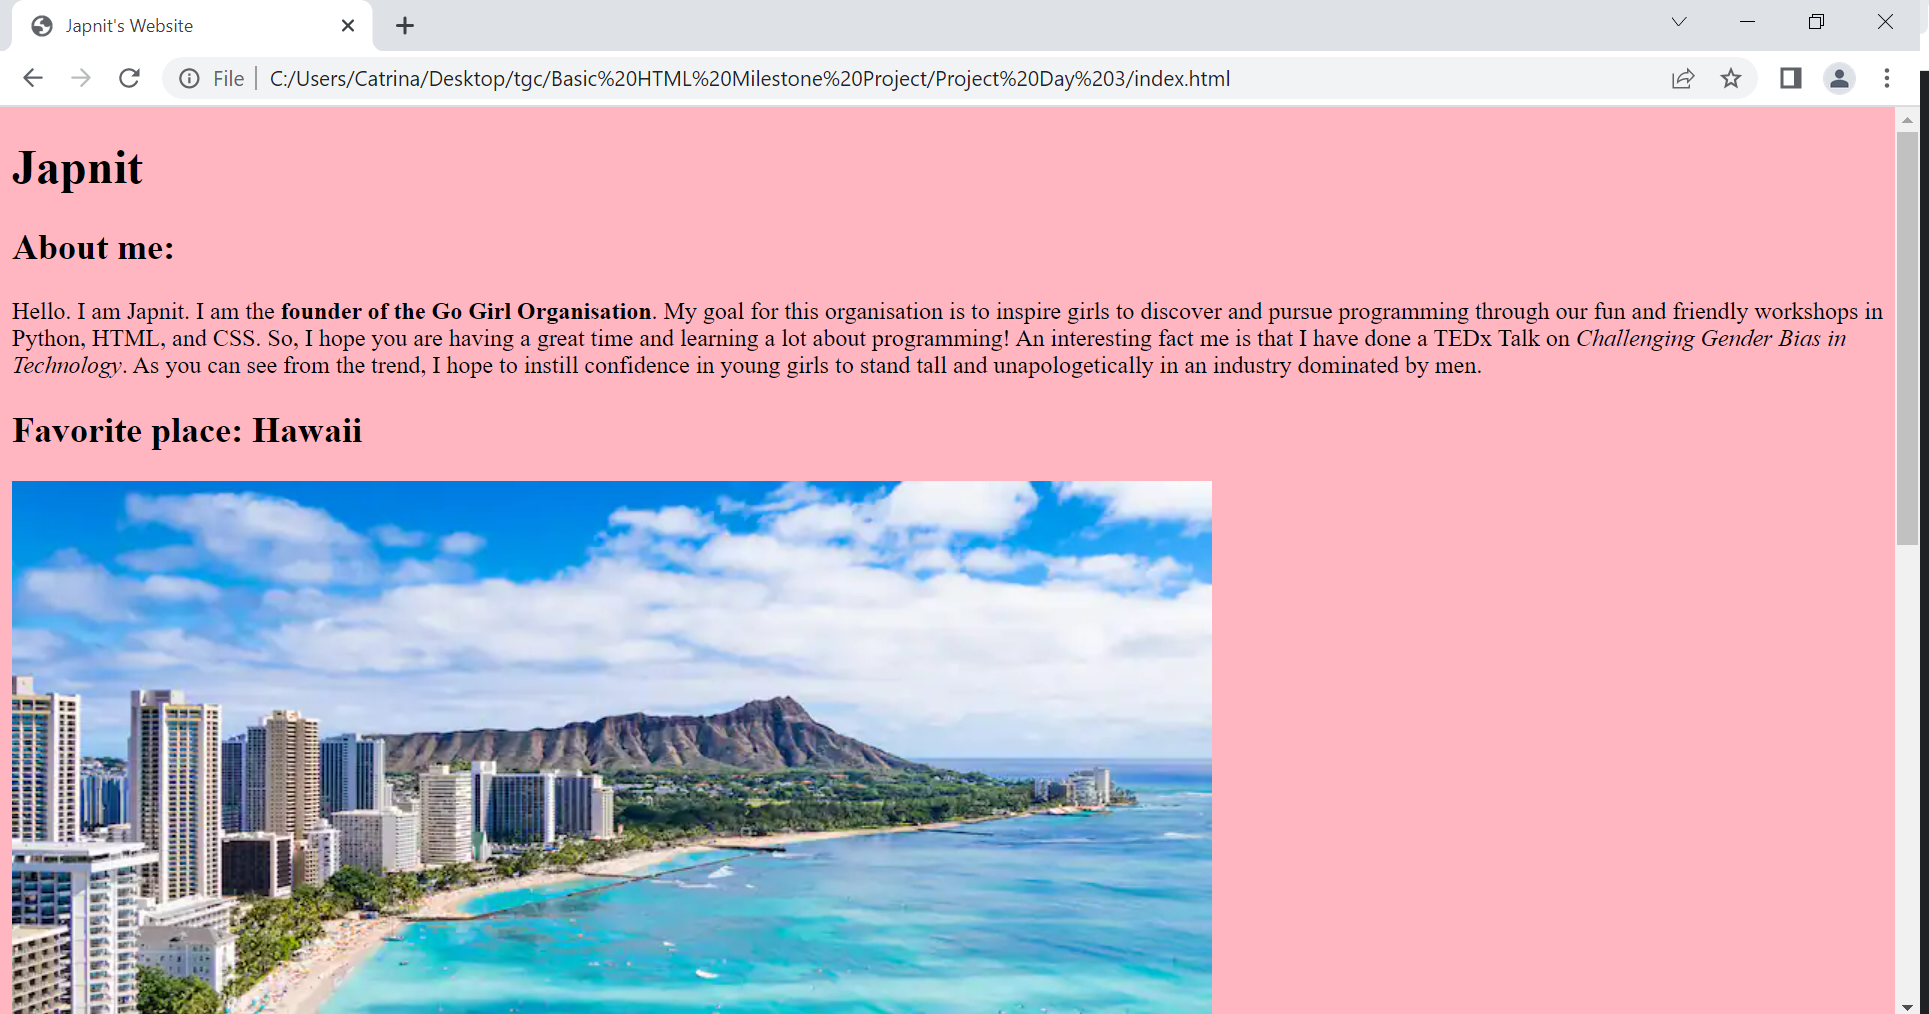 Japnit's Website
File
C:/Users/Catrina/Desktop/tgc/Basic%20HTML%20Milestone%20Project/Project%20Day%203/index.html
Japnit
About me:
Hello. I am Japnit. I am the founder of the Go Girl Organisation. My goal for this organisation is to inspire girls to discover and pursue programming through our fun and friendly workshops in
Python, HTML, and CSS. So, I hope you are having a great time and learning a lot about programming! An interesting fact me is that I have done a TEDx Talk on Challenging Gender Bias in
Technology. As you can see from the trend, I hope to instill confidence in young girls to stand tall and unapologetically in an industry dominated by men.
Favorite place: Hawaii